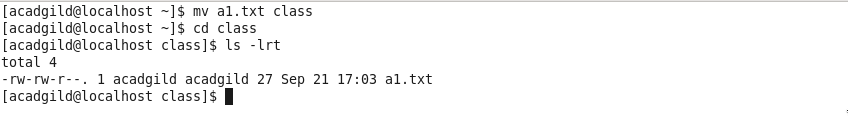 [acadgild@localhost ~]$ mv a1.txt class
[acadgild@localhost ~]$ cd class
[acadgild@localhost class]$ ls -lrt
total 4
-rw-rw-r--. 1 acadgild acadgild 27 Sep 21 17:03 a1.txt
[acadgild@localhost class]$